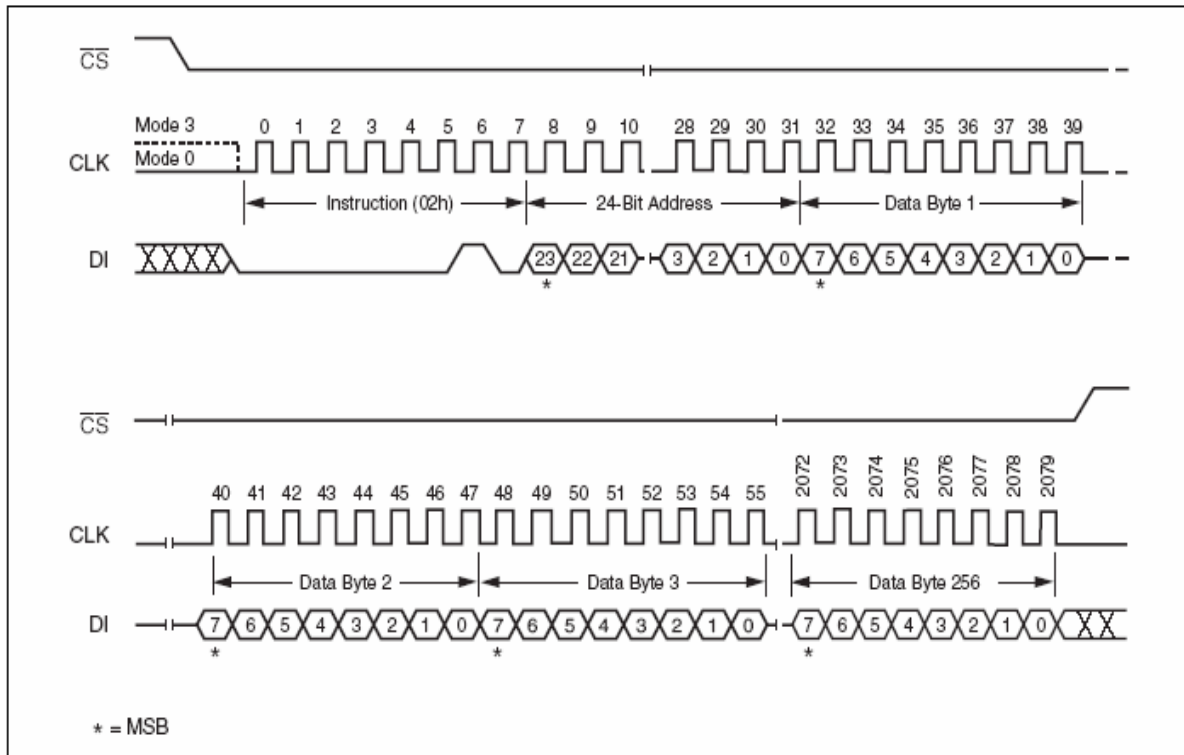 CS
Mode 3
0 1 2 3 4 5 6 7 8 9 10 28 29 30 31 32 33 34 35 36 37 38 39
CLK
Mode 0
Instruction (02h) 24-Bit Address Data Byte 1
DI 23 22 21 3 2 1 0 7 6 5 4 3 2 1 0
* *
CS
40 41 42 43 44 45 46 47 48 49 50 51 52 53 54 55 2072 2073 2074 2075 2076 2077 2078 2079
CLK
Data Byte 2 Data Byte 3 Data Byte 256
DI 7 6 5 4 3 2 1 0 7 6 5 4 3 2 1 0 7 6 5 4 3 2 1 0
* * *
* = MSB